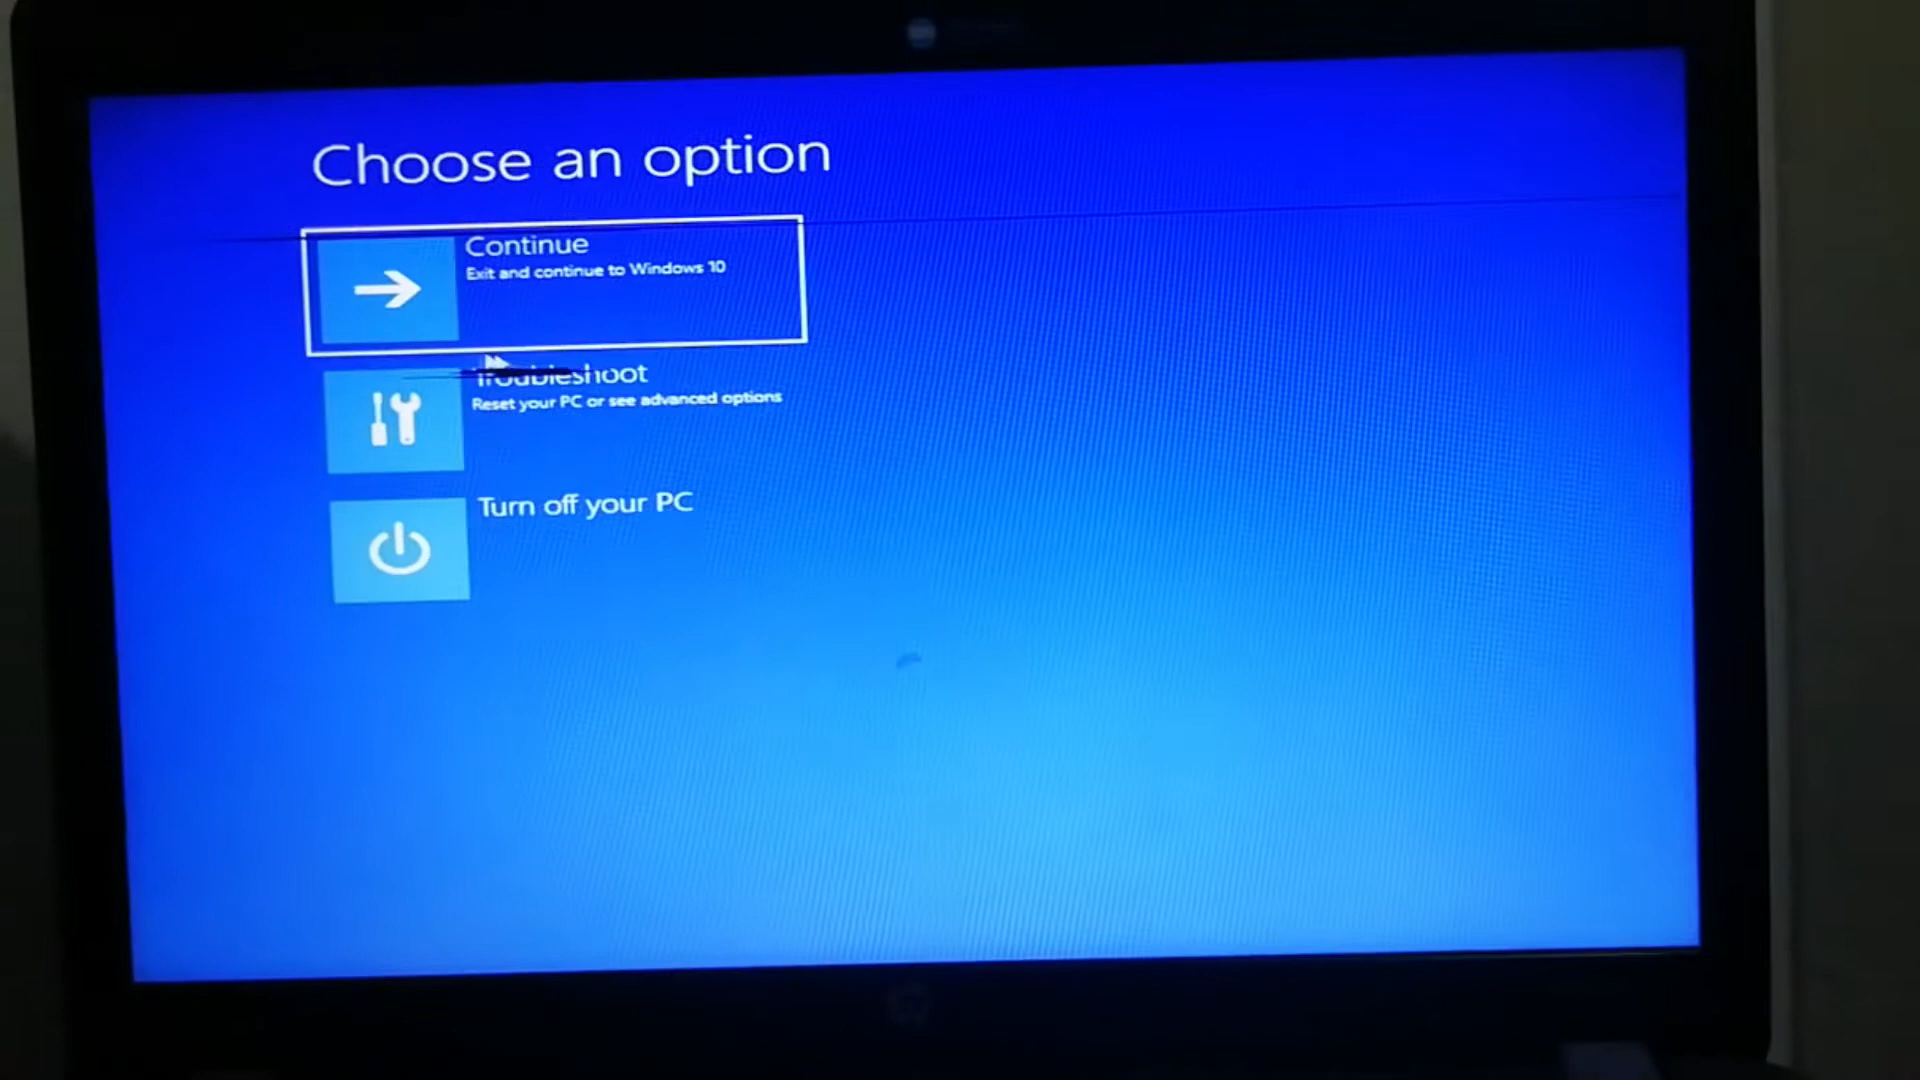 Choose an option
Continue
Exit and continue to Windows 10
Troubleshoot
Reset your PC or see advanced options
Turn off your PC